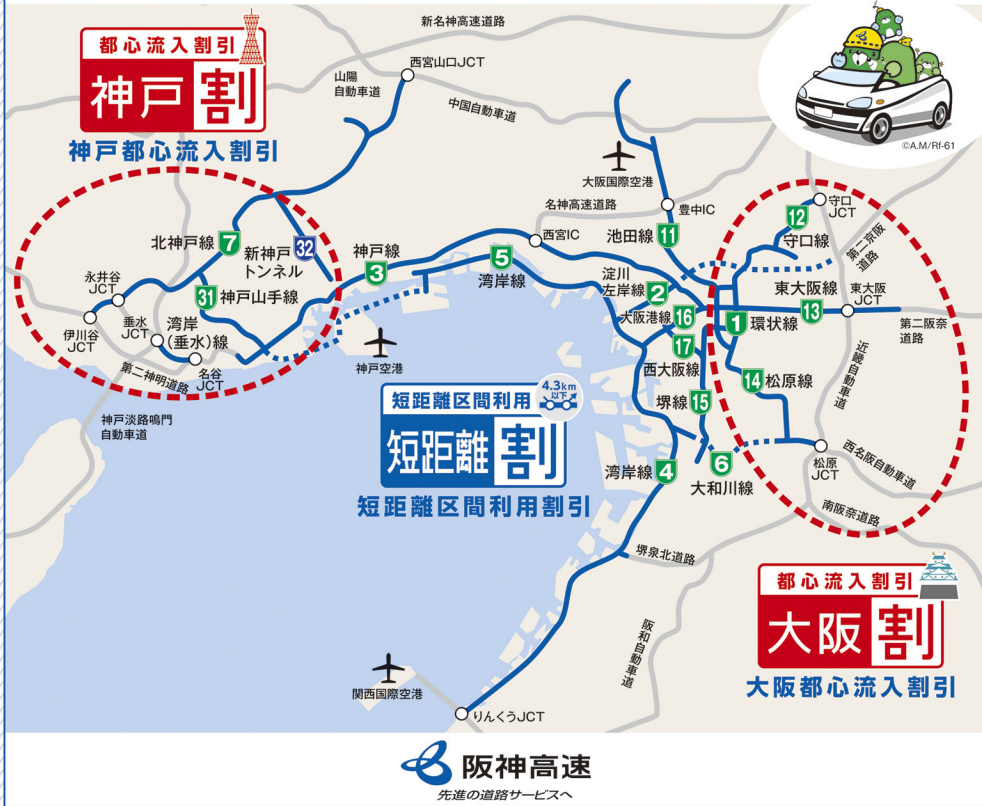 都心流入割引
神戸割
神戸都心流入割引
新名神高速道路
西宮山口JCT
山陽
自動車道
中国自動車道
©A.M/Rf-61
大阪国際空港
名神高速道路
豊中IC
西宮IC
池田線
11
12
守口
JCT
守口線
第二京阪
道路
北神戸線
7
新神戸
トンネル
32
神戸線
3
5
湾岸線
淀川
左岸線
2
大阪港線
16
17
西大阪線
1
環状線
東大阪線
13
東大阪
JCT
第二阪奈
道路
永井谷
JCT
31
神戸山手線
伊川谷
JCT
垂水
JCT
湾岸
(垂水)線
名谷
JCT
第二神明道路
神戸淡路鳴門
自動車道
神戸空港
近畿自動車道
14
松原線
堺線
15
短距離区間利用
4.3km
以下
短距離割
短距離区間利用割引
湾岸線
4
6
大和川線
松原
JCT
西名阪自動車道
南阪奈道路
堺泉北道路
阪和自動車道
都心流入割引
大阪割
大阪都心流入割引
関西国際空港
りんくうJCT
阪神高速
先進の道路サービスへ